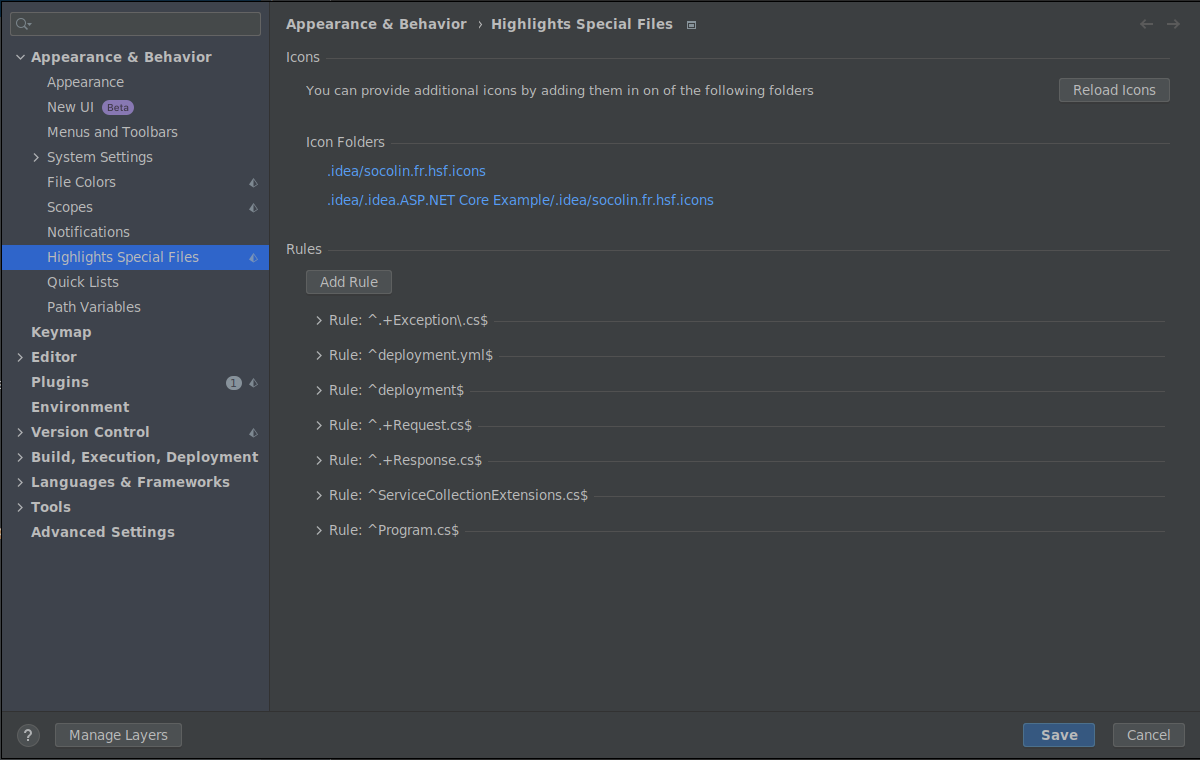 Appearance & Behavior
Appearance
New UI Beta
Menus and Toolbars
System Settings
File Colors
Scopes
Notifications
Highlights Special Files
Quick Lists
Path Variables
Keymap
Editor
Plugins 1
Environment
Version Control
Build, Execution, Deployment
Languages & Frameworks
Tools
Advanced Settings
Appearance & Behavior › Highlights Special Files
Icons
You can provide additional icons by adding them in on of the following folders
Reload Icons
Icon Folders
.idea/socolin.fr.hsf.icons
.idea/.idea.ASP.NET Core Example/.idea/socolin.fr.hsf.icons
Rules
Add Rule
Rule: ^.+Exception\.cs$
Rule: ^deployment.yml$
Rule: ^deployment$
Rule: ^.+Request.cs$
Rule: ^.+Response.cs$
Rule: ^ServiceCollectionExtensions.cs$
Rule: ^Program.cs$
? Manage Layers
Save Cancel